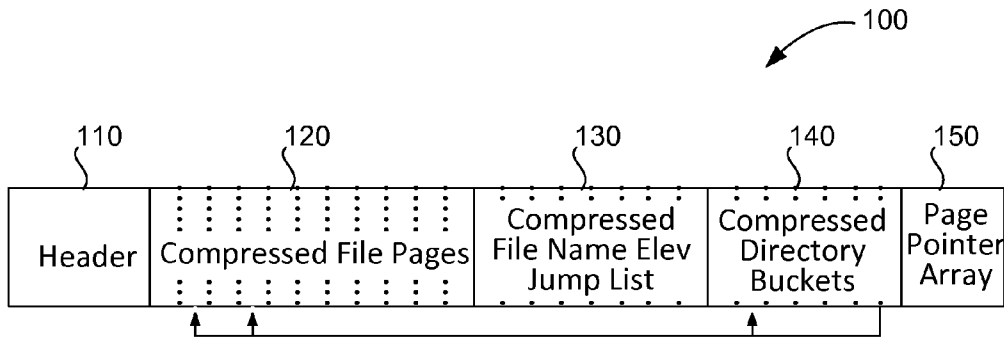 100
110
120
130
140
150
Header
Compressed File Pages
Compressed
File Name Elev
Jump List
Compressed
Directory
Buckets
Page
Pointer
Array